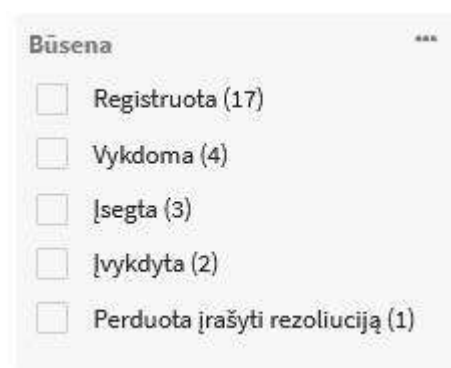 Būsena
Registruota (17)
Vykdoma (4)
Įsegta (3)
Įvykdyta (2)
Perduota įrašyti rezoliuciją (1)